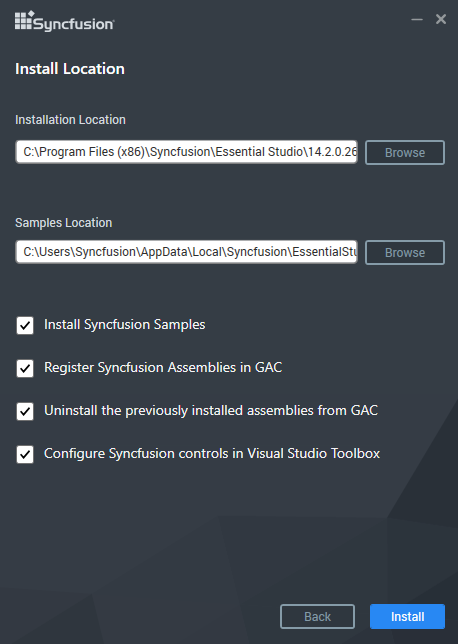 Syncfusion
Install Location
Installation Location
C:\Program Files (x86)\Syncfusion\Essential Studio\14.2.0.26
Browse
Samples Location
C:\Users\Syncfusion\AppData\Local\Syncfusion\EssentialStu
Browse
Install Syncfusion Samples
Register Syncfusion Assemblies in GAC
Uninstall the previously installed assemblies from GAC
Configure Syncfusion controls in Visual Studio Toolbox
Back
Install